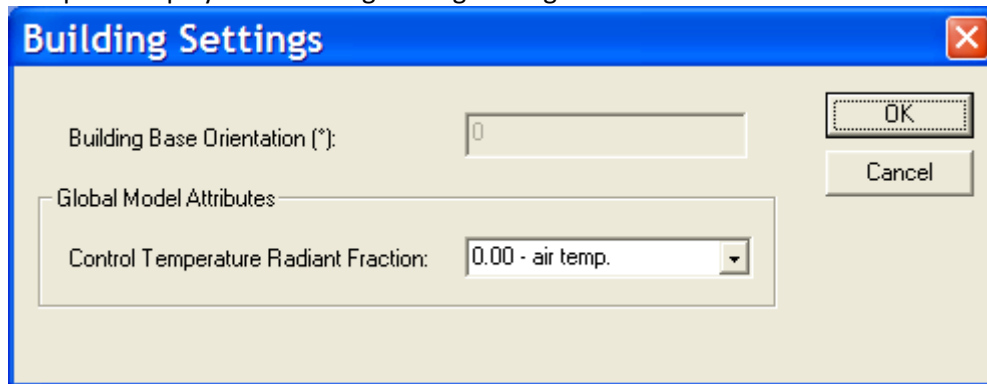 Building Settings
Building Base Orientation (°):
0
OK
Cancel
Global Model Attributes
Control Temperature Radiant Fraction:
0.00 - air temp.